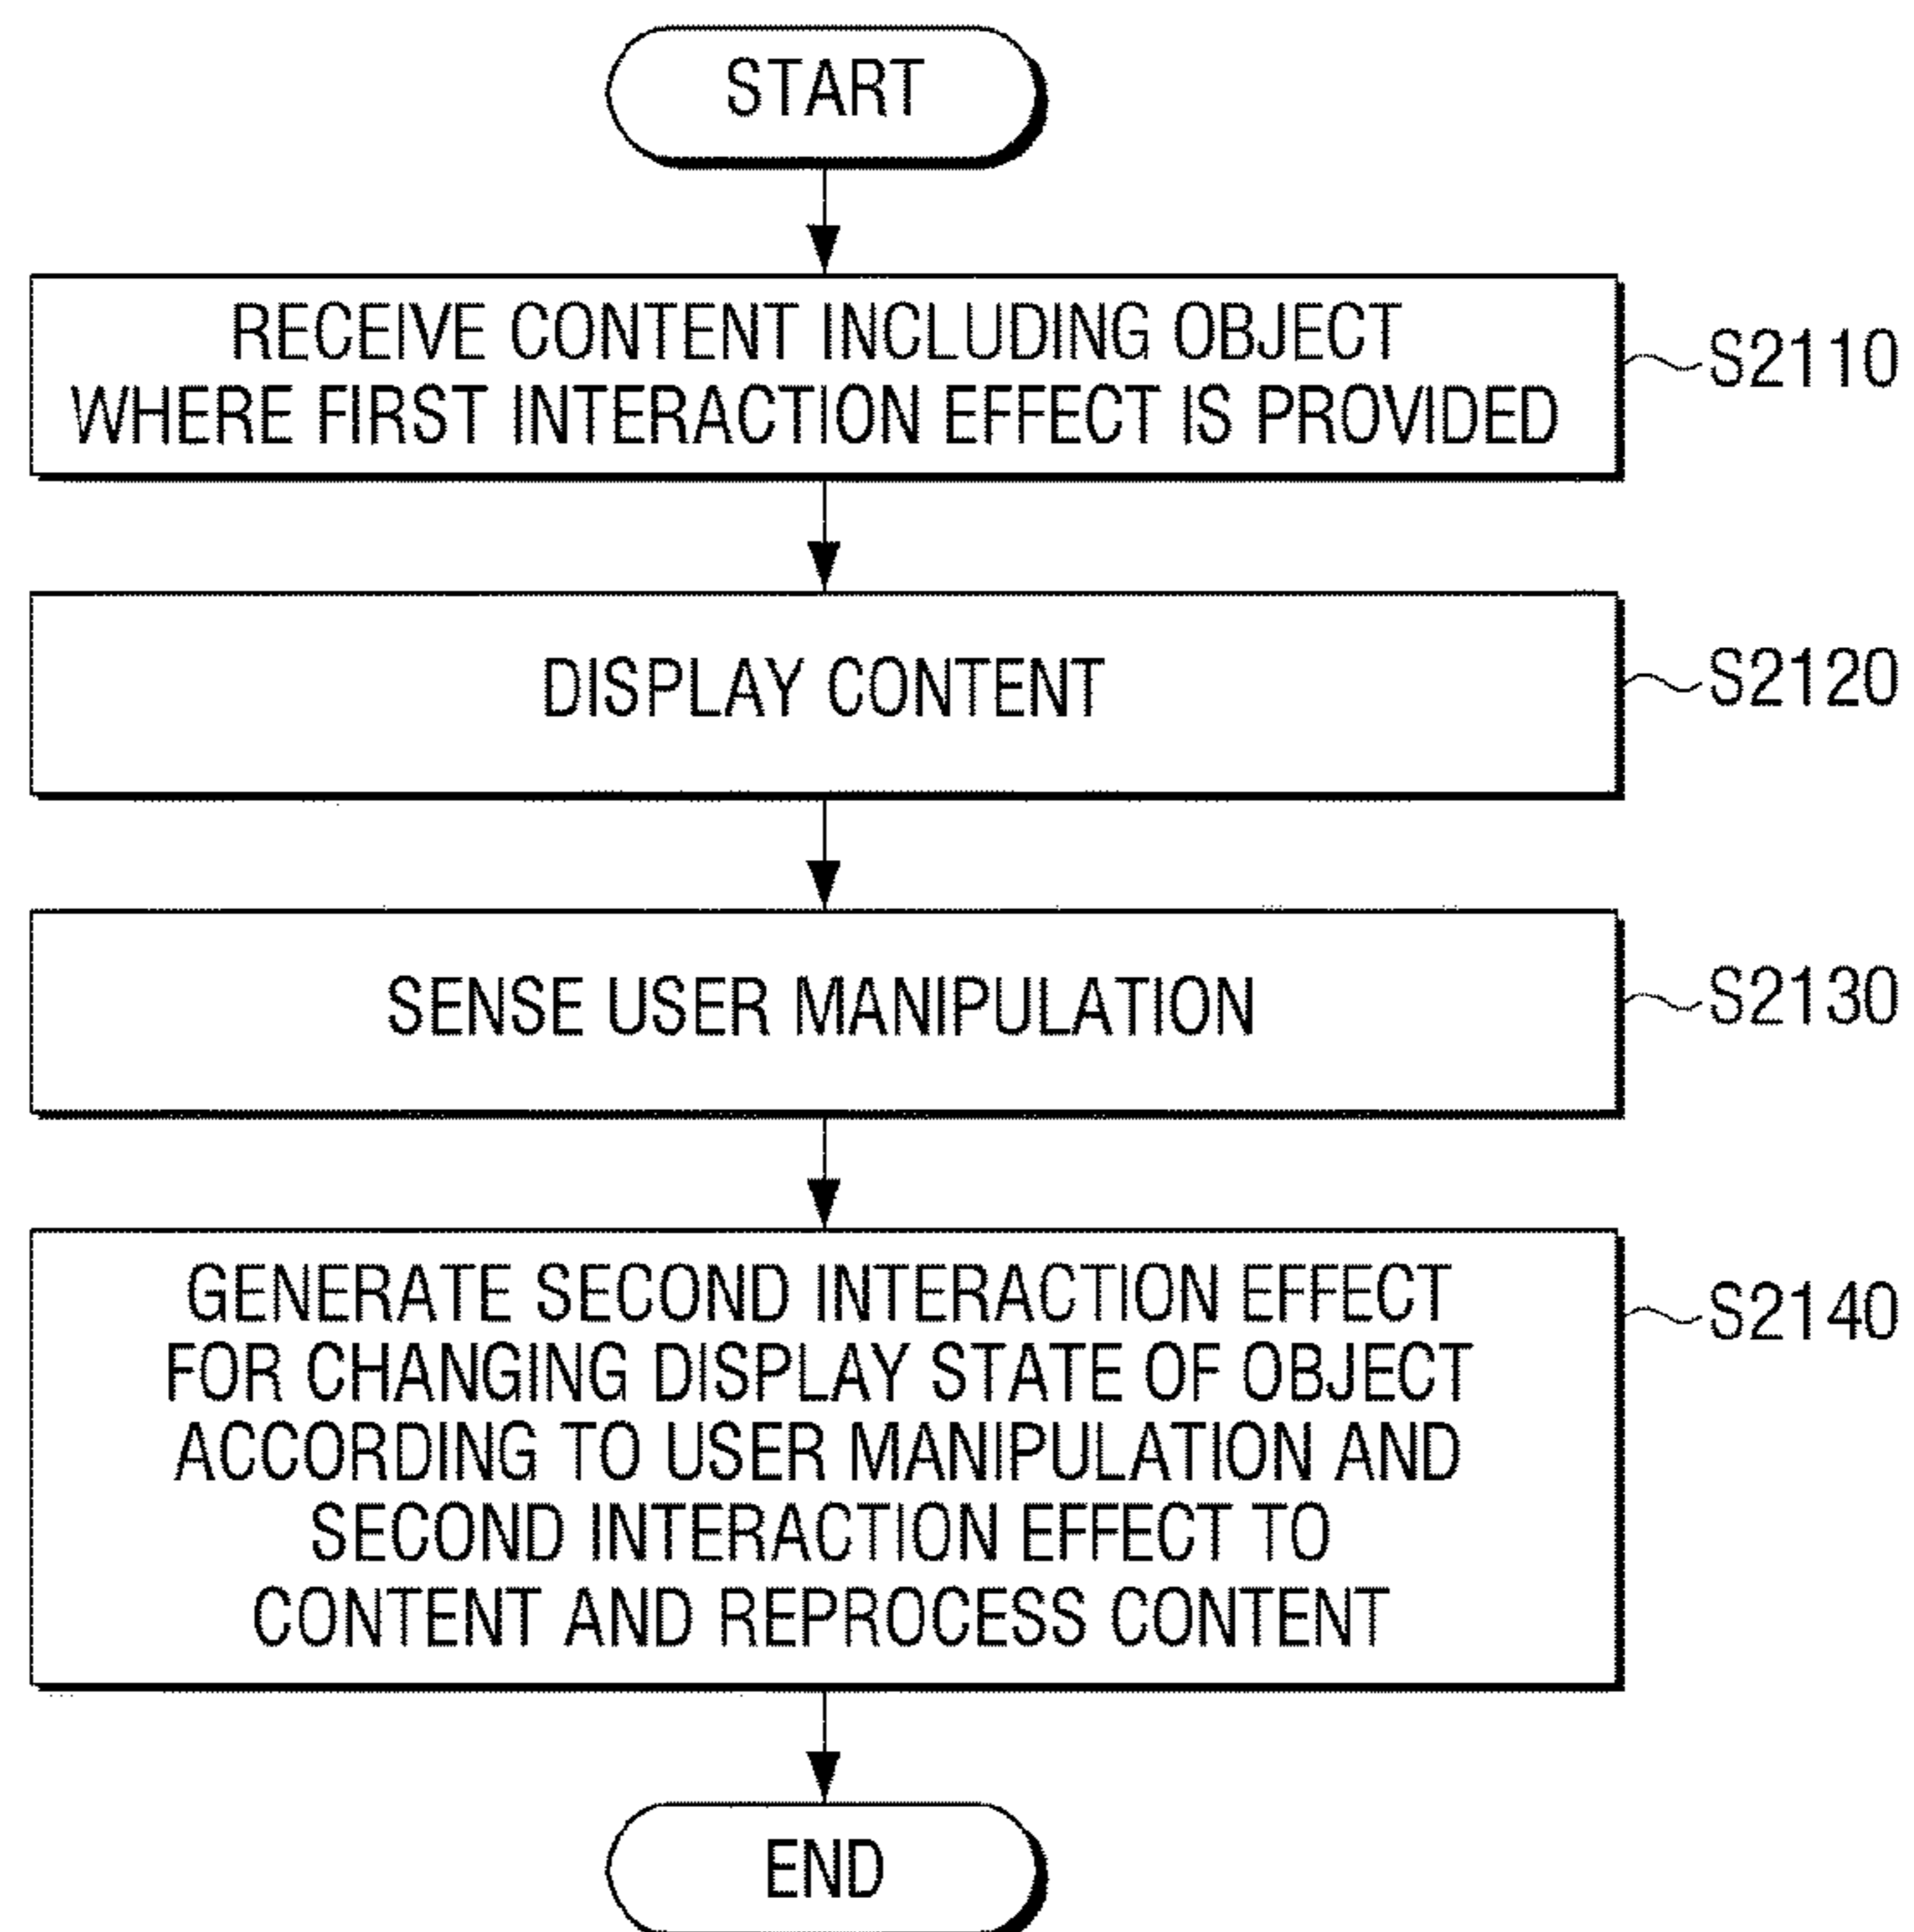 START
RECEIVE CONTENT INCLUDING OBJECT
WHERE FIRST INTERACTION EFFECT IS PROVIDED
S2110
DISPLAY CONTENT
S2120
SENSE USER MANIPULATION
S2130
GENERATE SECOND INTERACTION EFFECT
FOR CHANGING DISPLAY STATE OF OBJECT
ACCORDING TO USER MANIPULATION AND
SECOND INTERACTION EFFECT TO
CONTENT AND REPROCESS CONTENT
S2140
END